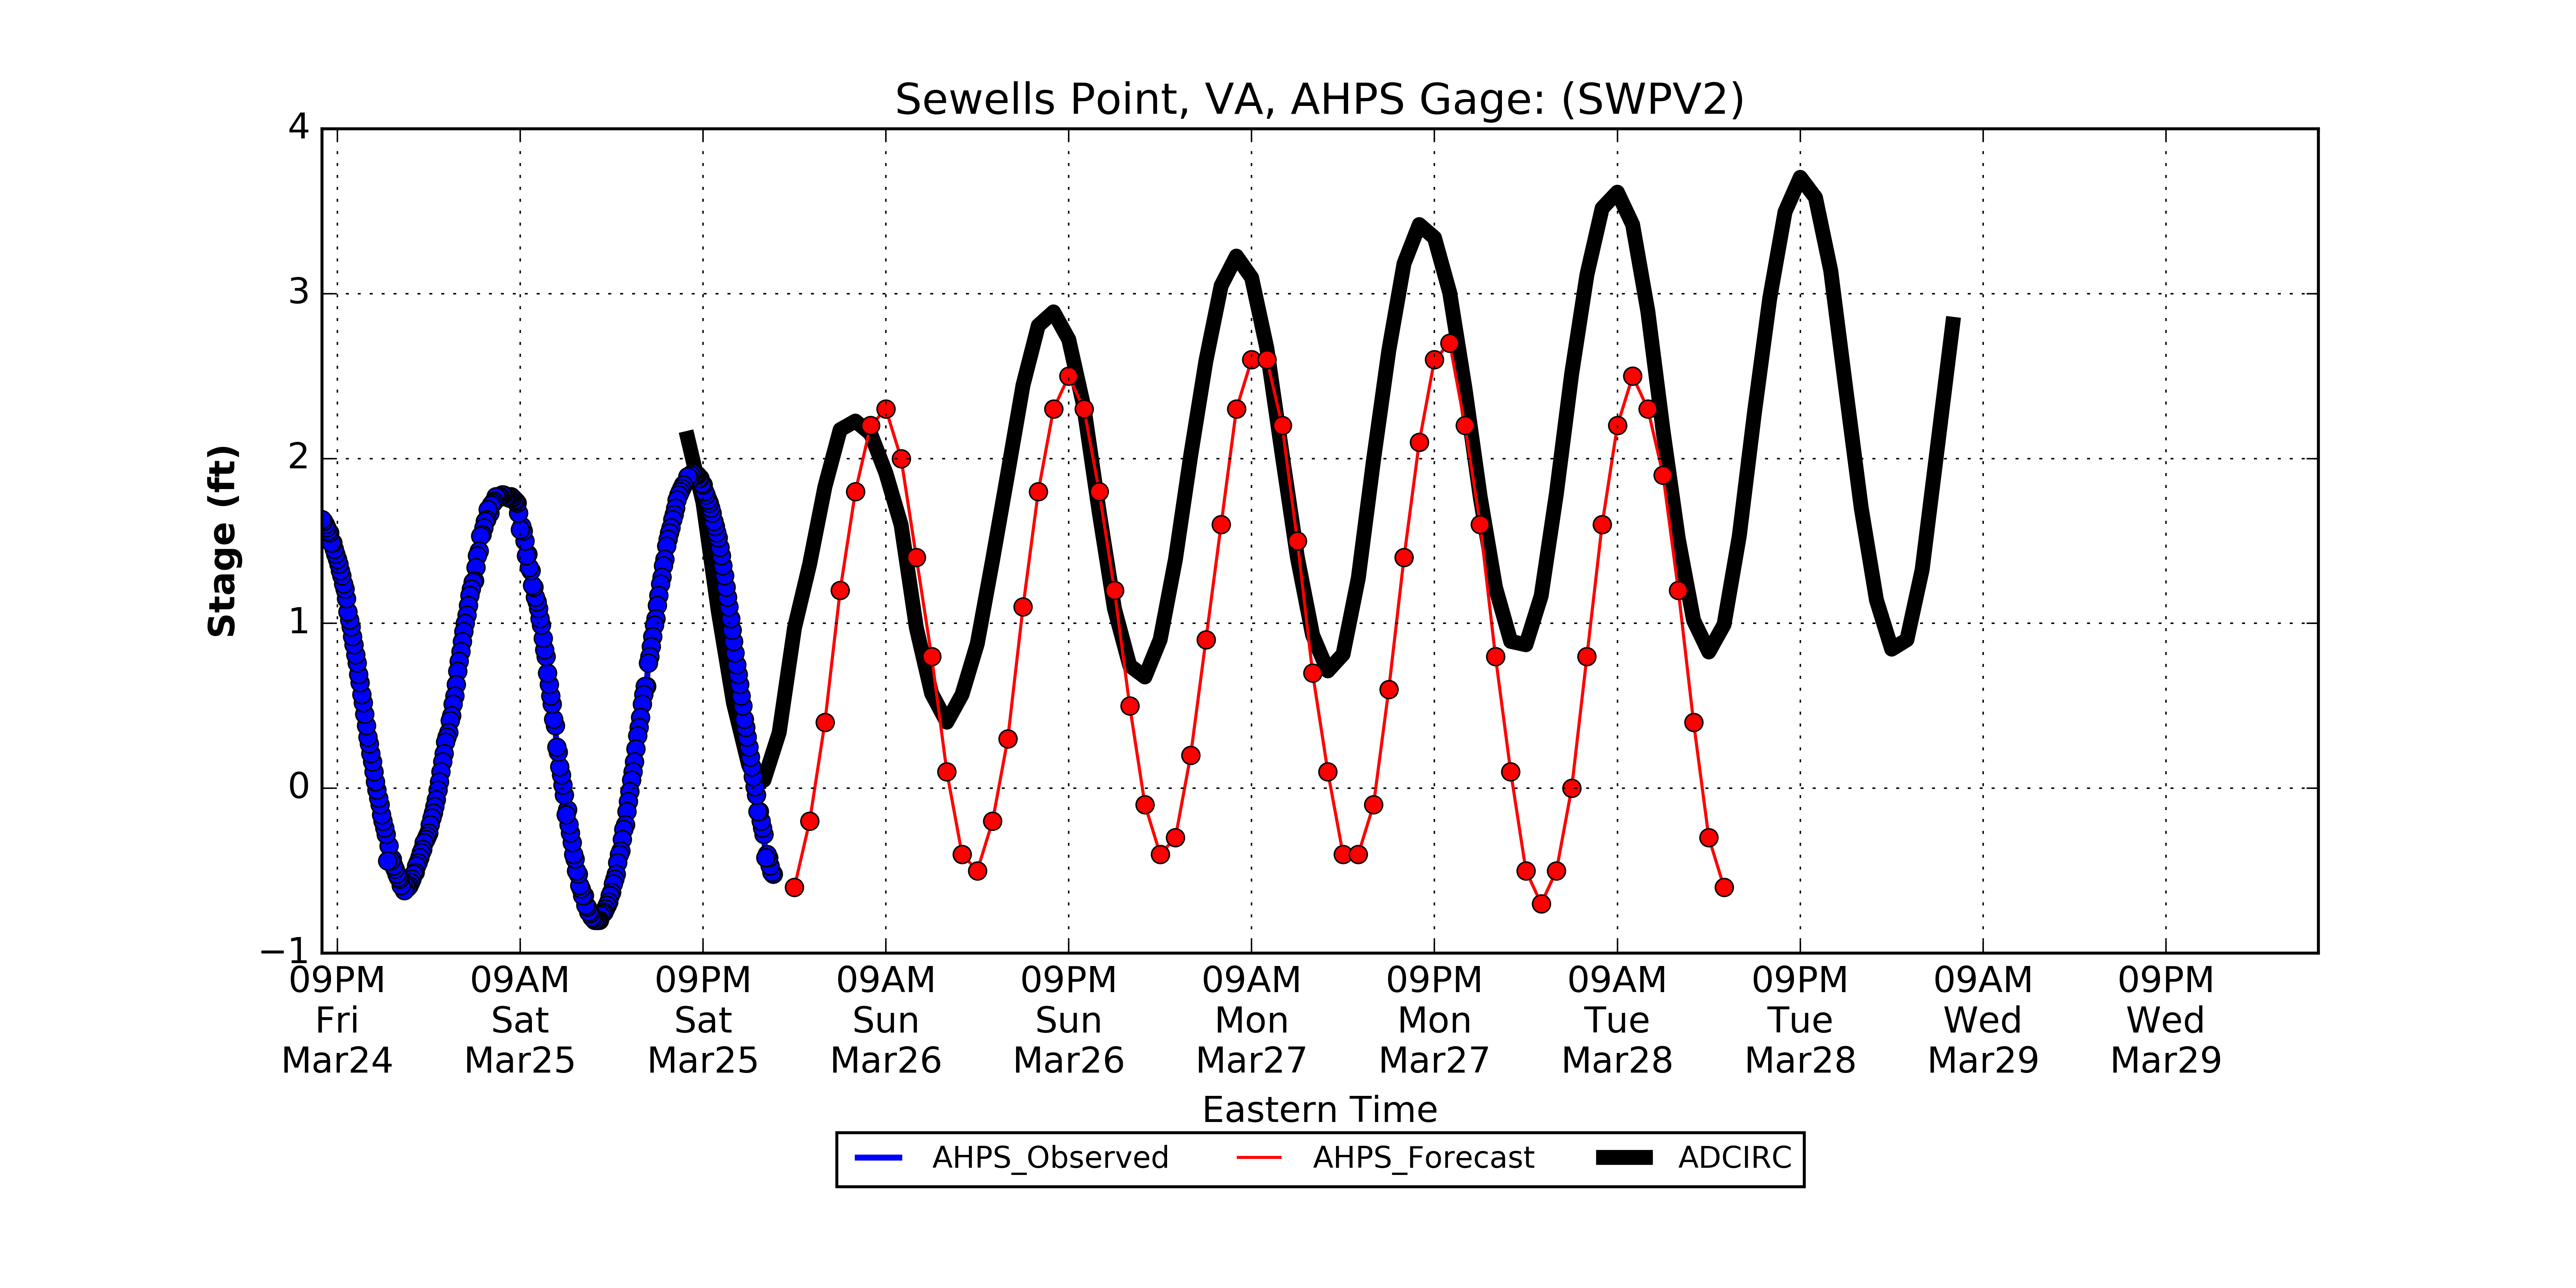 Sewells Point, VA, AHPS Gage: (SWPV2)
4
3
2
1
0
−1
Stage (ft)
09PM 09AM 09PM 09AM 09PM 09AM 09PM 09AM 09PM 09AM 09PM
Fri Sat Sat Sun Sun Mon Mon Tue Tue Wed Wed
Mar24 Mar25 Mar25 Mar26 Mar26 Mar27 Mar27 Mar28 Mar28 Mar29 Mar29
Eastern Time
AHPS_Observed AHPS_Forecast ADCIRC